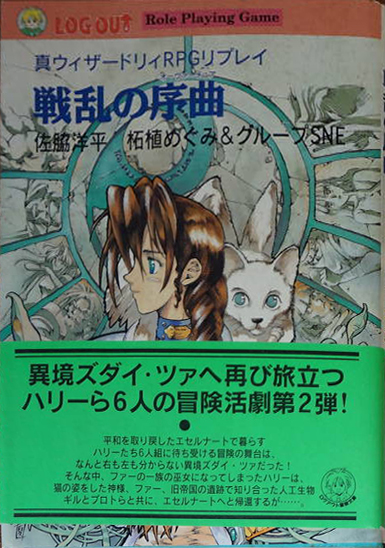 LOG OUT
Role Playing Game
真ウィザードリィRPGリプレイ
戦乱の序曲
佐脇洋平/柘植めぐみ&グループSNE
異境ズダイ・ツァへ再び旅立つ
ハリーら6人の冒険活劇第2弾!
●
平和を取り戻したエセルナートで暮らす
ハリーたち6人組に待ち受ける冒険の舞台は、
なんと右も左も分からない異境ズダイ・ツァだった!
そんな中、ファーの一族の巫女になってしまったハリーは、
猫の姿をした神様、ファー、旧帝国の遺跡で知り合った人工生物
ギルとプロトらと共に、エセルナートへと帰還するが……。